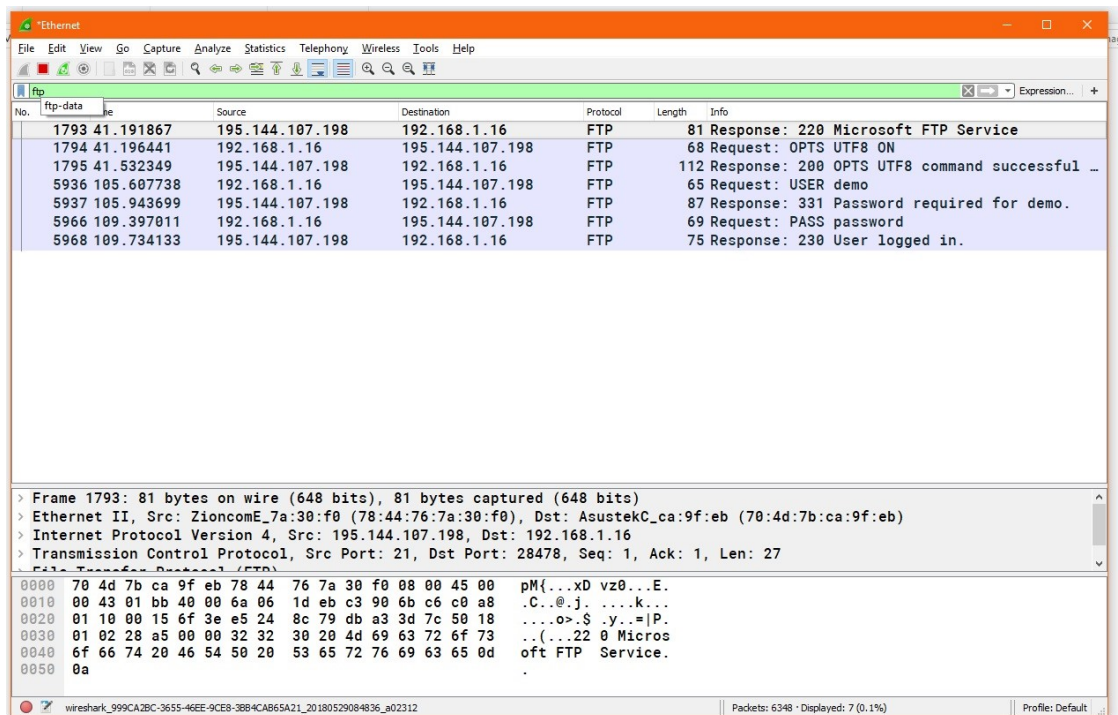 *Ethernet
File Edit View Go Capture Analyze Statistics Telephony Wireless Tools Help
ftp
Expression... +
ftp-data
No. Source Destination Protocol Length Info
1793 41.191867 195.144.107.198 192.168.1.16 FTP 81 Response: 220 Microsoft FTP Service
1794 41.196441 192.168.1.16 195.144.107.198 FTP 68 Request: OPTS UTF8 ON
1795 41.532349 195.144.107.198 192.168.1.16 FTP 112 Response: 200 OPTS UTF8 command successful …
5936 105.607738 192.168.1.16 195.144.107.198 FTP 65 Request: USER demo
5937 105.943699 195.144.107.198 192.168.1.16 FTP 87 Response: 331 Password required for demo.
5966 109.397011 192.168.1.16 195.144.107.198 FTP 69 Request: PASS password
5968 109.734133 195.144.107.198 192.168.1.16 FTP 75 Response: 230 User logged in.
> Frame 1793: 81 bytes on wire (648 bits), 81 bytes captured (648 bits)
> Ethernet II, Src: ZioncomE_7a:30:f0 (78:44:76:7a:30:f0), Dst: AsustekC_ca:9f:eb (70:4d:7b:ca:9f:eb)
> Internet Protocol Version 4, Src: 195.144.107.198, Dst: 192.168.1.16
> Transmission Control Protocol, Src Port: 21, Dst Port: 28478, Seq: 1, Ack: 1, Len: 27
> File Transfer Protocol (FTP)
0000 70 4d 7b ca 9f eb 78 44 76 7a 30 f0 08 00 45 00 pM{...xD vz0...E.
0010 00 43 01 bb 40 00 6a 06 1d eb c3 90 6b c6 c0 a8 .C..@.j. ....k...
0020 01 10 00 15 6f 3e e5 24 8c 79 db a3 3d 7c 50 18 ....o>.$ .y..=|P.
0030 01 02 28 a5 00 00 32 32 30 20 4d 69 63 72 6f 73 ..(...22 0 Micros
0040 6f 66 74 20 46 54 50 20 53 65 72 76 69 63 65 0d oft FTP Service.
0050 0a .
wireshark_999CA2BC-3655-46EE-9CE8-3BB4CAB65A21_20180529084836_a02312 Packets: 6348 · Displayed: 7 (0.1%) Profile: Default